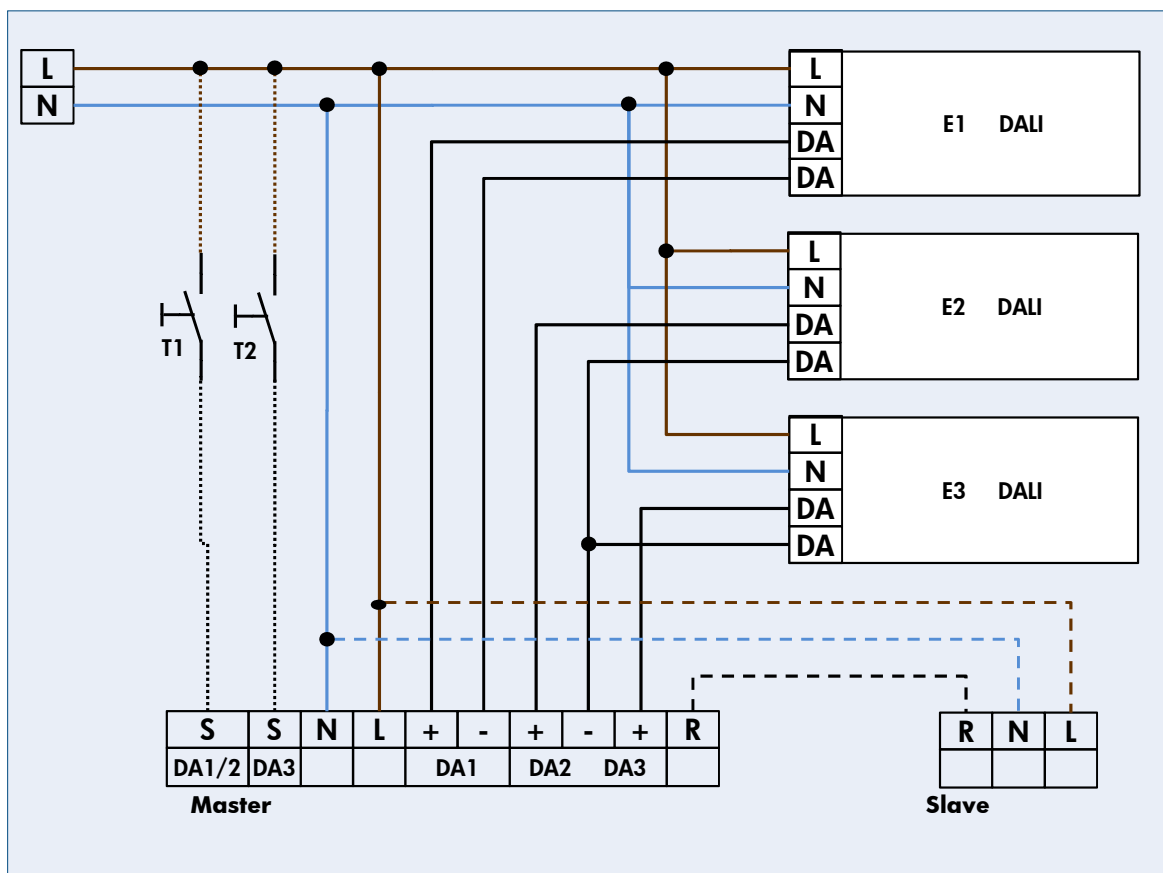 L
N
L
N
DA
DA
E1 DALI
L
N
DA
DA
E2 DALI
T1
T2
L
N
DA
DA
E3 DALI
S S N L + - + - + R
DA1/2 DA3 DA1 DA2 DA3
Master
R N L
Slave